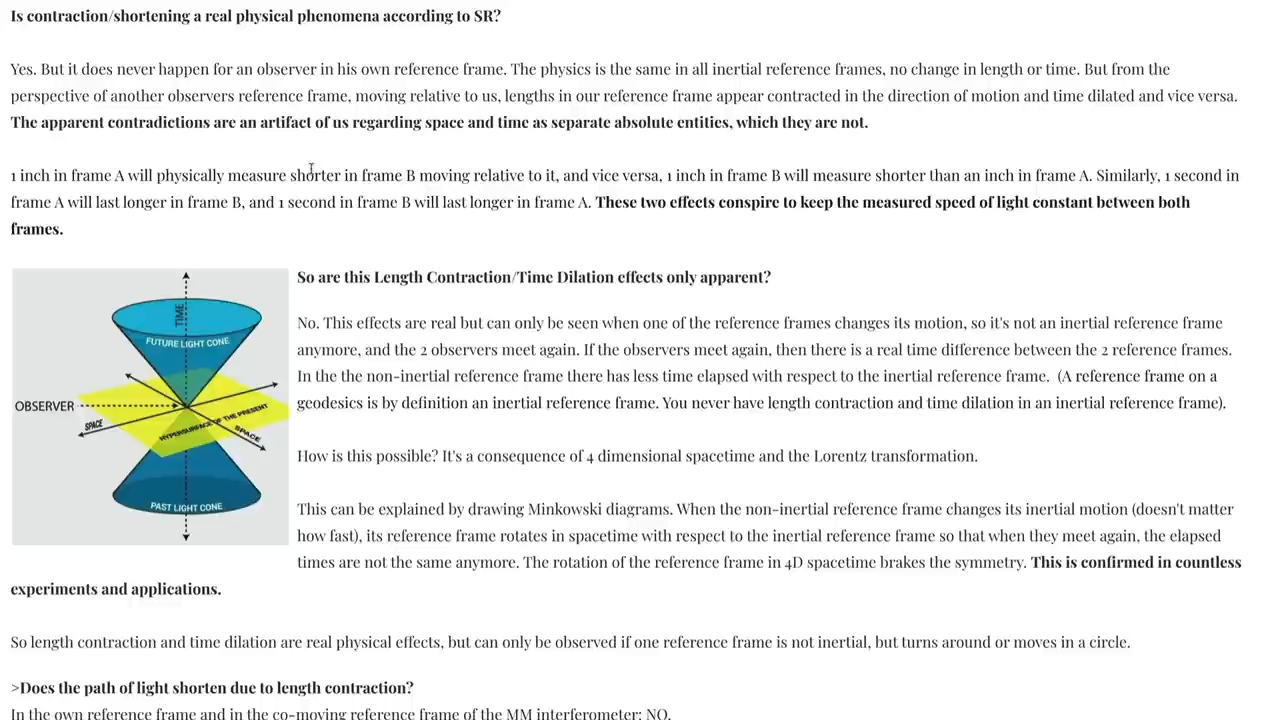 Is contraction/shortening a real physical phenomena according to SR?
Yes. But it does never happen for an observer in his own reference frame. The physics is the same in all inertial reference frames, no change in length or time. But from the
perspective of another observers reference frame, moving relative to us, lengths in our reference frame appear contracted in the direction of motion and time dilated and vice versa.
The apparent contradictions are an artifact of us regarding space and time as separate absolute entities, which they are not.
1 inch in frame A will physically measure shorter in frame B moving relative to it, and vice versa, 1 inch in frame B will measure shorter than an inch in frame A. Similarly, 1 second in
frame A will last longer in frame B, and 1 second in frame B will last longer in frame A. These two effects conspire to keep the measured speed of light constant between both
frames.
TIME
FUTURE LIGHT CONE
OBSERVER
SPACE
HYPERSURFACE OF THE PRESENT
SPACE
PAST LIGHT CONE
So are this Length Contraction/Time Dilation effects only apparent?
No. This effects are real but can only be seen when one of the reference frames changes its motion, so it's not an inertial reference frame
anymore, and the 2 observers meet again. If the observers meet again, then there is a real time difference between the 2 reference frames.
In the the non-inertial reference frame there has less time elapsed with respect to the inertial reference frame. (A reference frame on a
geodesics is by definition an inertial reference frame. You never have length contraction and time dilation in an inertial reference frame).
How is this possible? It's a consequence of 4 dimensional spacetime and the Lorentz transformation.
This can be explained by drawing Minkowski diagrams. When the non-inertial reference frame changes its inertial motion (doesn't matter
how fast), its reference frame rotates in spacetime with respect to the inertial reference frame so that when they meet again, the elapsed
times are not the same anymore. The rotation of the reference frame in 4D spacetime brakes the symmetry. This is confirmed in countless
experiments and applications.
So length contraction and time dilation are real physical effects, but can only be observed if one reference frame is not inertial, but turns around or moves in a circle.
>Does the path of light shorten due to length contraction?
In the own reference frame and in the co-moving reference frame of the MM interferometer: NO.